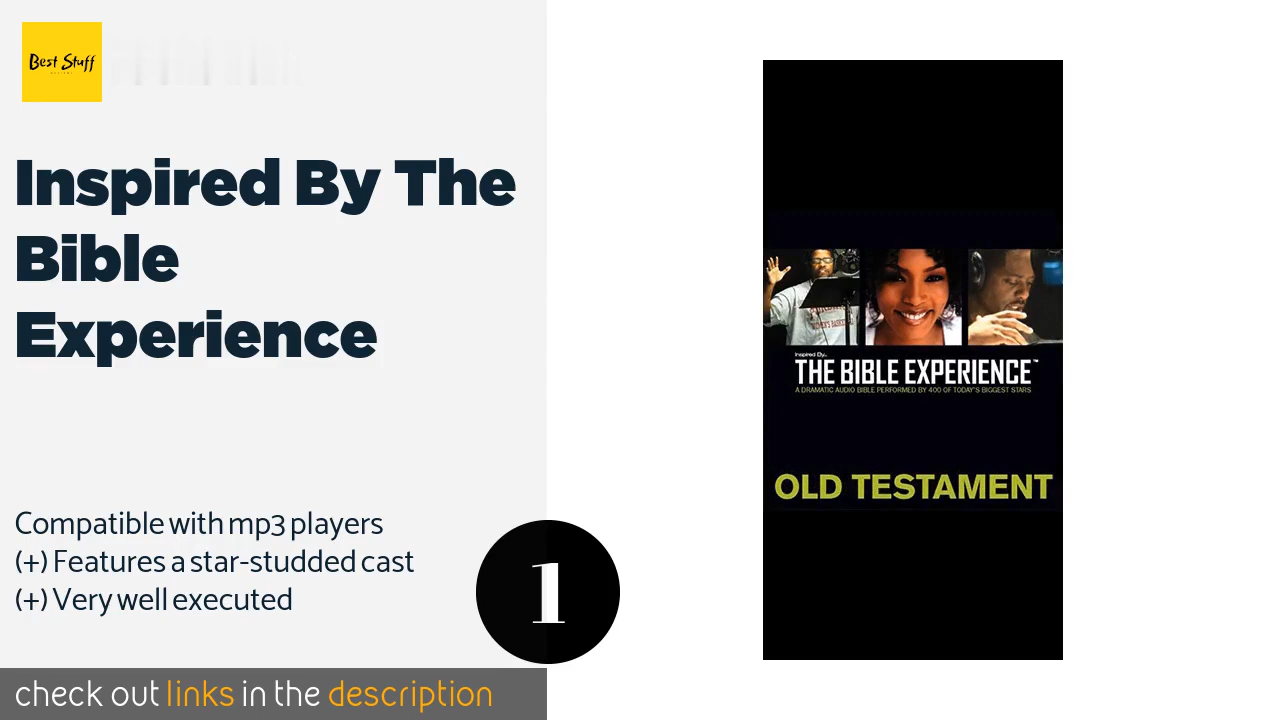 Best Stuff
Inspired By The
Bible
Experience
Compatible with mp3 players
(+) Features a star-studded cast
(+) Very well executed
1
check out links in the description
Inspired By...
THE BIBLE EXPERIENCE™
A DRAMATIC AUDIO BIBLE PERFORMED BY 400 OF TODAY'S BIGGEST STARS
OLD TESTAMENT